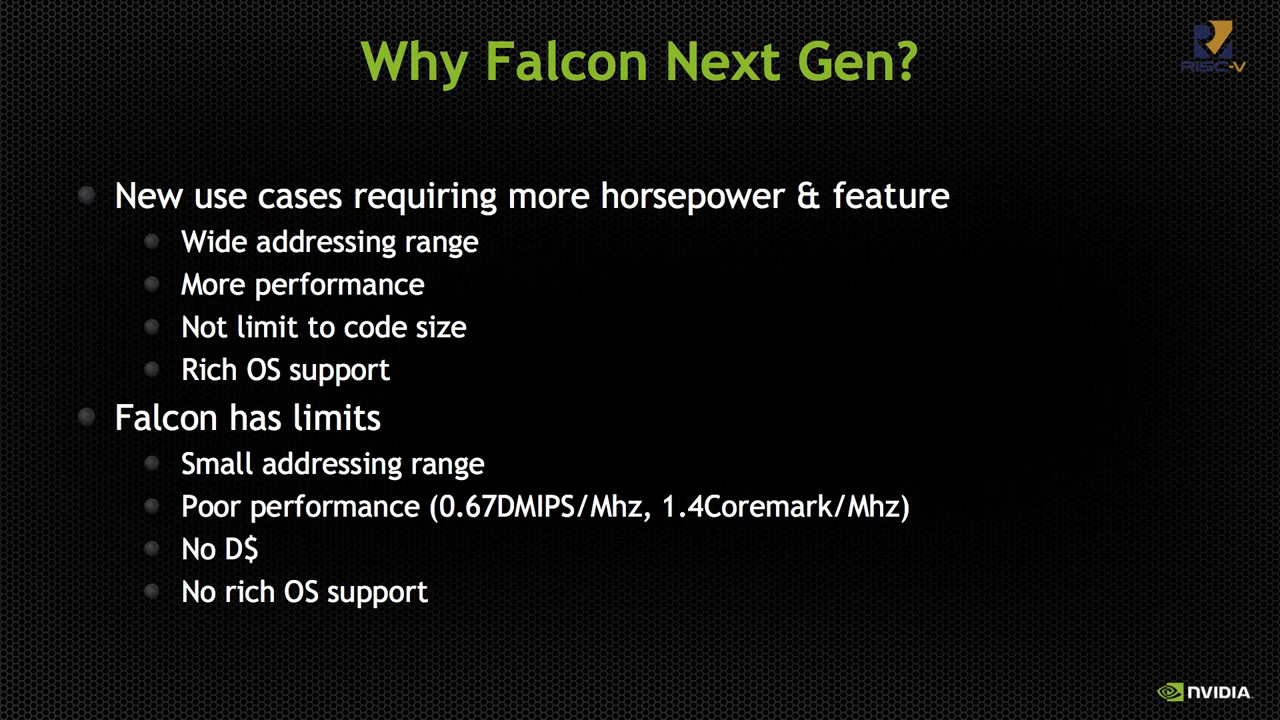 Why Falcon Next Gen?
RISC-V
New use cases requiring more horsepower & feature
Wide addressing range
More performance
Not limit to code size
Rich OS support
Falcon has limits
Small addressing range
Poor performance (0.67DMIPS/Mhz, 1.4Coremark/Mhz)
No D$
No rich OS support
NVIDIA.